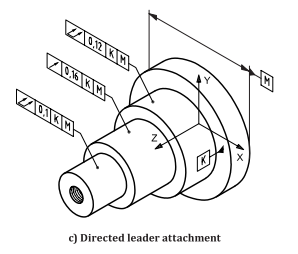 0,12 K M
0,16 K M
0,1 K M
M
Y
Z
X
K
c) Directed leader attachment